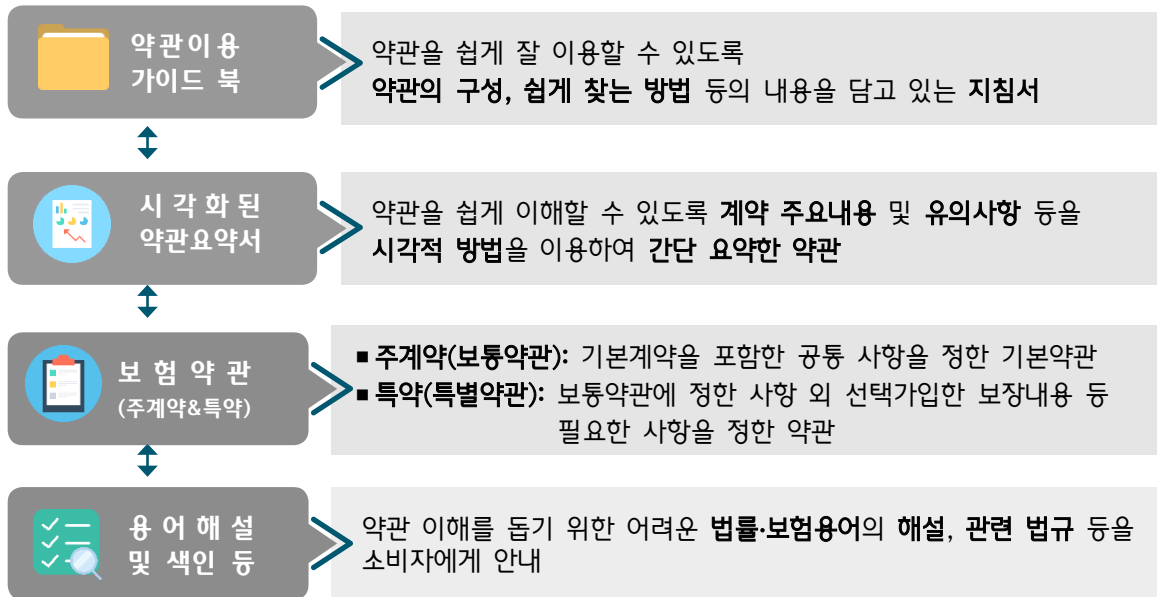 약관이용
가이드 북
약관을 쉽게 잘 이용할 수 있도록
약관의 구성, 쉽게 찾는 방법 등의 내용을 담고 있는 지침서
시각화된
약관요약서
약관을 쉽게 이해할 수 있도록 계약 주요내용 및 유의사항 등을
시각적 방법을 이용하여 간단 요약한 약관
보험약관
(주계약&특약)
▪ 주계약(보통약관): 기본계약을 포함한 공통 사항을 정한 기본약관
▪ 특약(특별약관): 보통약관에 정한 사항 외 선택가입한 보장내용 등
필요한 사항을 정한 약관
용어해설
및 색인 등
약관 이해를 돕기 위한 어려운 법률·보험용어의 해설, 관련 법규 등을
소비자에게 안내